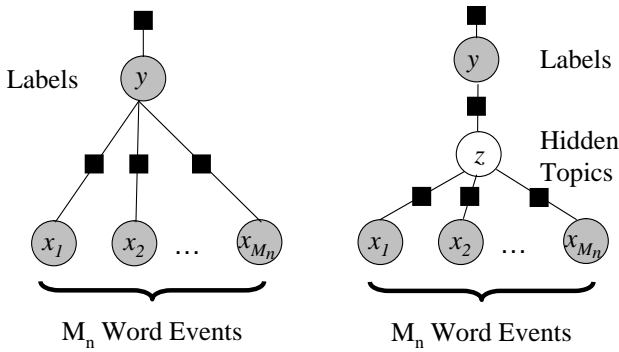 y
Labels
x1 x2 ... xMn
Mn Word Events
y
Labels
z
Hidden
Topics
x1 x2 ... xMn
Mn Word Events